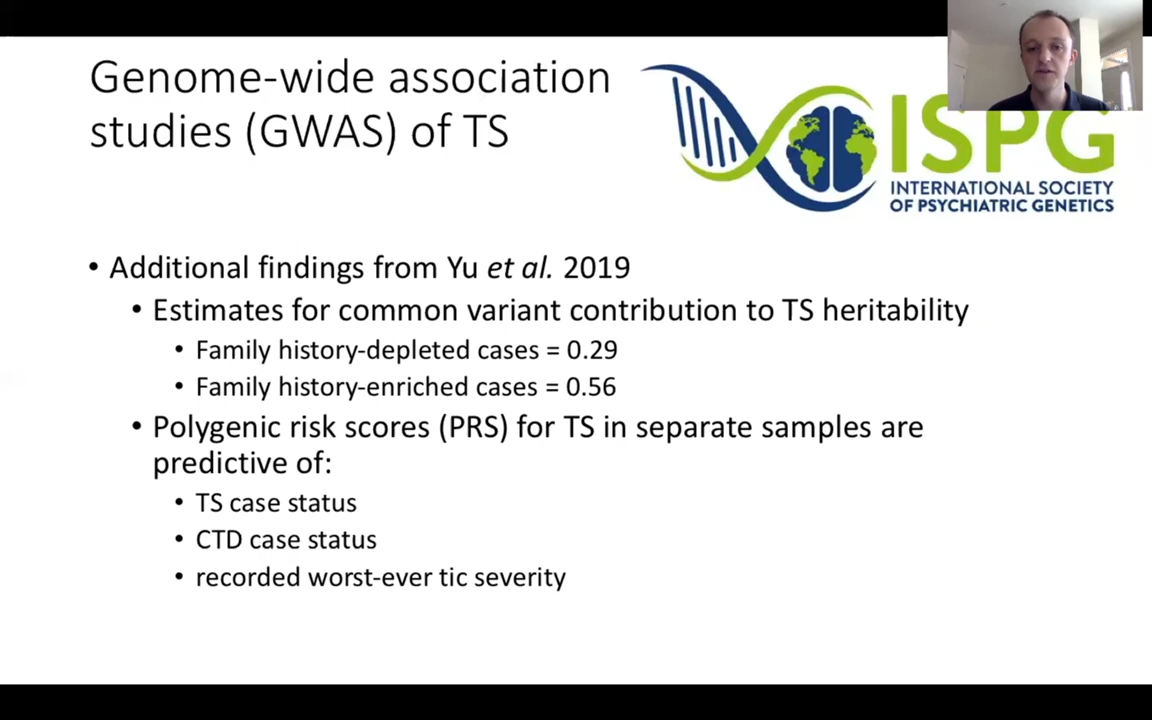 Genome-wide association
studies (GWAS) of TS
ISPG
INTERNATIONAL SOCIETY
OF PSYCHIATRIC GENETICS
• Additional findings from Yu et al. 2019
• Estimates for common variant contribution to TS heritability
• Family history-depleted cases = 0.29
• Family history-enriched cases = 0.56
• Polygenic risk scores (PRS) for TS in separate samples are
predictive of:
• TS case status
• CTD case status
• recorded worst-ever tic severity